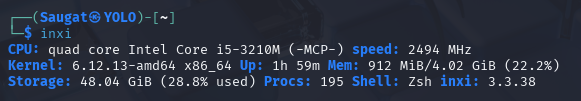 ┌──(Saugat㉿YOLO)-[~]
└─$ inxi
CPU: quad core Intel Core i5-3210M (-MCP-) speed: 2494 MHz
Kernel: 6.12.13-amd64 x86_64 Up: 1h 59m Mem: 912 MiB/4.02 GiB (22.2%)
Storage: 48.04 GiB (28.8% used) Procs: 195 Shell: Zsh inxi: 3.3.38